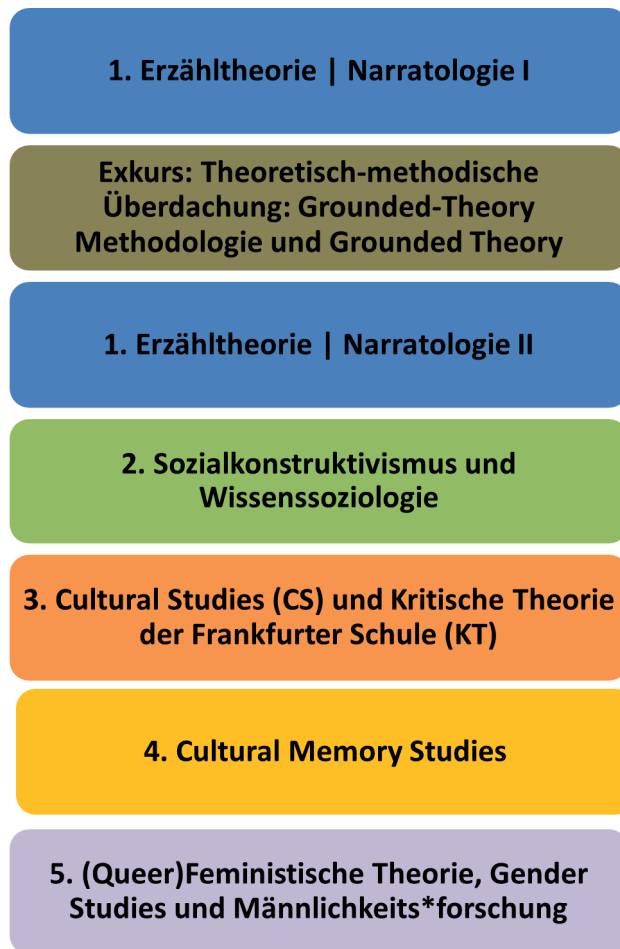 1. Erzähltheorie | Narratologie I
Exkurs: Theoretisch-methodische
Überdachung: Grounded-Theory
Methodologie und Grounded Theory
1. Erzähltheorie | Narratologie II
2. Sozialkonstruktivismus und
Wissenssoziologie
3. Cultural Studies (CS) und Kritische Theorie
der Frankfurter Schule (KT)
4. Cultural Memory Studies
5. (Queer)Feministische Theorie, Gender
Studies und Männlichkeits*forschung